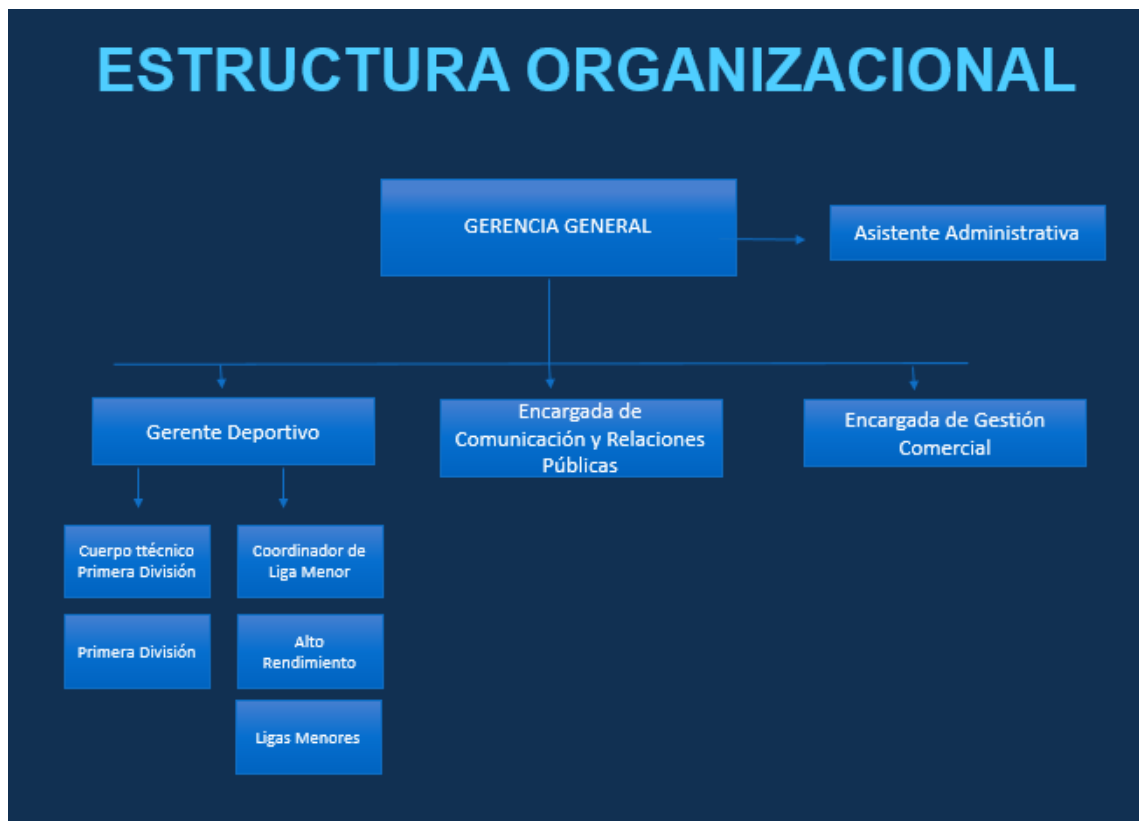 ESTRUCTURA ORGANIZACIONAL
GERENCIA GENERAL
Asistente Administrativa
Gerente Deportivo
Encargada de
Comunicación y Relaciones
Públicas
Encargada de Gestión
Comercial
Cuerpo ttécnico
Primera División
Coordinador de
Liga Menor
Primera División
Alto
Rendimiento
Ligas Menores